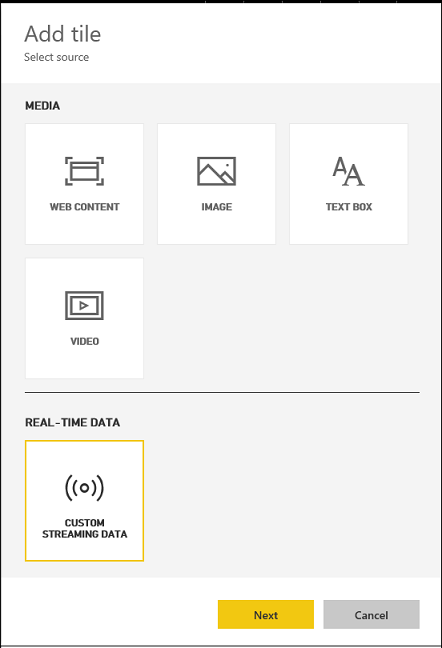 Add tile
Select source
MEDIA
WEB CONTENT
IMAGE
TEXT BOX
VIDEO
REAL-TIME DATA
CUSTOM
STREAMING DATA
Next
Cancel